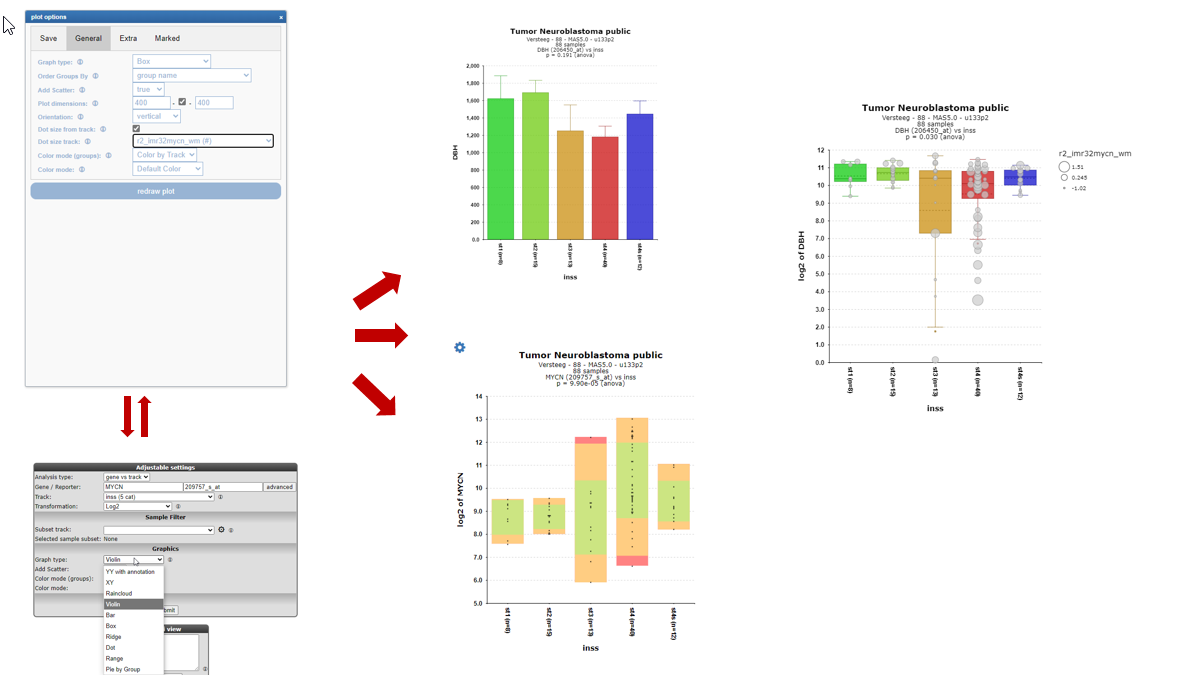 plot options
×
Save General Extra Marked
Graph type: Box
Order Groups By group name
Add Scatter: true
Plot dimensions: 400 - - 400
Orientation: vertical
Dot size from track:
Dot size track: r2_imr32mycn_wm (#)
Color mode (groups): Color by Track
Color mode: Default Color
redraw plot
Adjustable settings
Analysis type: gene vs track
Gene / Reporter: MYCN 209757_s_at advanced
Track: inss (5 cat)
Transformation: Log2
Sample Filter
Subset track:
Selected sample subset: None
Graphics
Graph type: Violin
Add Scatter:
Color mode (groups):
Color mode:
YY with annotation
XY
Raincloud
Violin
Bar
Box
Ridge
Dot
Range
Pie by Group
view
Tumor Neuroblastoma public
Versteeg - 88 - MAS5.0 - u133p2
88 samples
DBH (206450_at) vs inss
p = 0.191 (anova)
2,000
1,800
1,600
1,400
1,200
1,000
800
600
400
200
0.0
DBH
st1 (n=8)
st2 (n=15)
st3 (n=13)
st4 (n=40)
st4s (n=12)
inss
Tumor Neuroblastoma public
Versteeg - 88 - MAS5.0 - u133p2
88 samples
MYCN (209757_s_at) vs inss
p = 9.90e-05 (anova)
14
13
12
11
10
9.0
8.0
7.0
6.0
5.0
log2 of MYCN
st1 (n=8)
st2 (n=15)
st3 (n=13)
st4 (n=40)
st4s (n=12)
inss
Tumor Neuroblastoma public
Versteeg - 88 - MAS5.0 - u133p2
88 samples
DBH (206450_at) vs inss
p = 0.030 (anova)
12
11
10
9.0
8.0
7.0
6.0
5.0
4.0
3.0
2.0
1.0
0.0
log2 of DBH
st1 (n=8)
st2 (n=15)
st3 (n=13)
st4 (n=40)
st4s (n=12)
inss
r2_imr32mycn_wm
1.51
0.245
-1.02